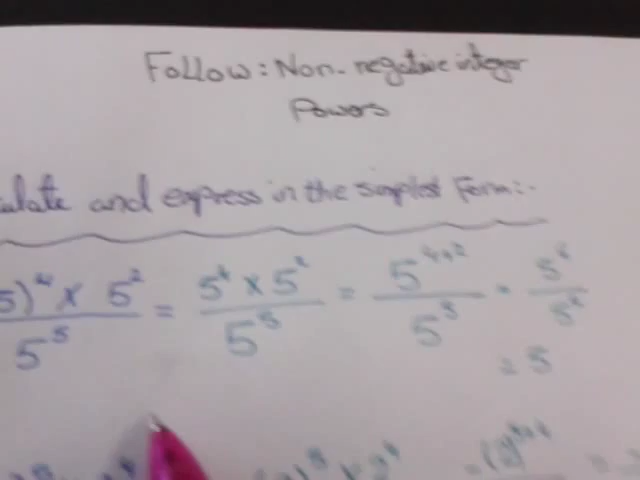 Follow: Non-negative integer
Powers
ulate and express in the simplest Form:-
5)⁴ × 5² / 5⁵ = 5⁴ × 5² / 5⁵ = 5⁴⁺² / 5⁵ = 5⁶ / 5⁵
= 5